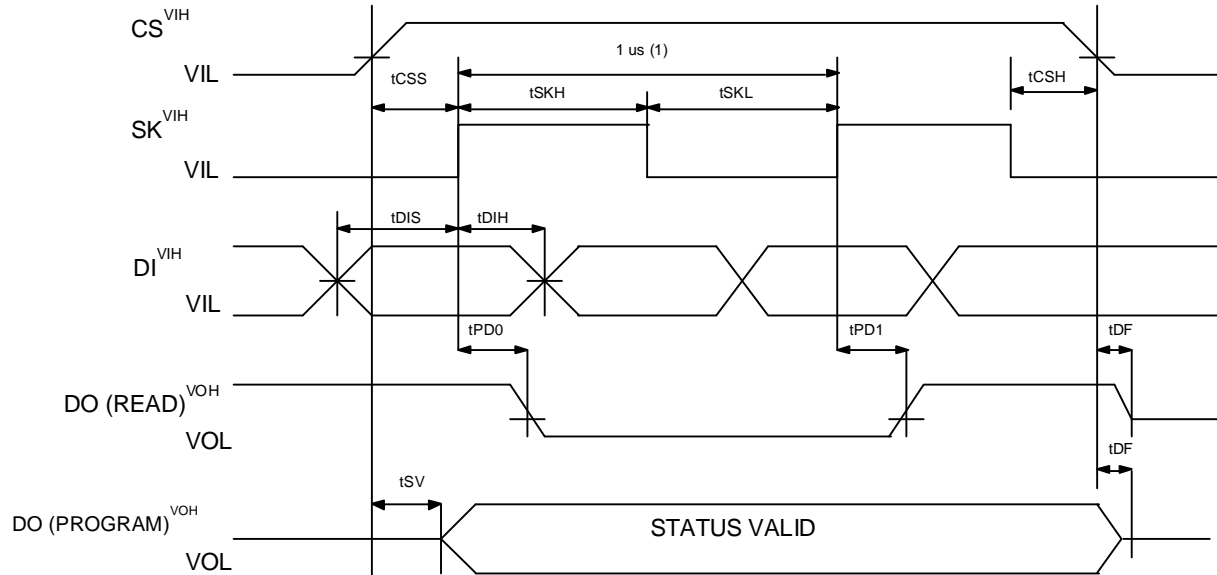 CS VIH
VIL
1 us (1)
tCSS
tSKH
tSKL
tCSH
SK VIH
VIL
tDIS
tDIH
DI VIH
VIL
tPD0
tPD1
tDF
DO (READ) VOH
VOL
tDF
tSV
DO (PROGRAM) VOH
STATUS VALID
VOL